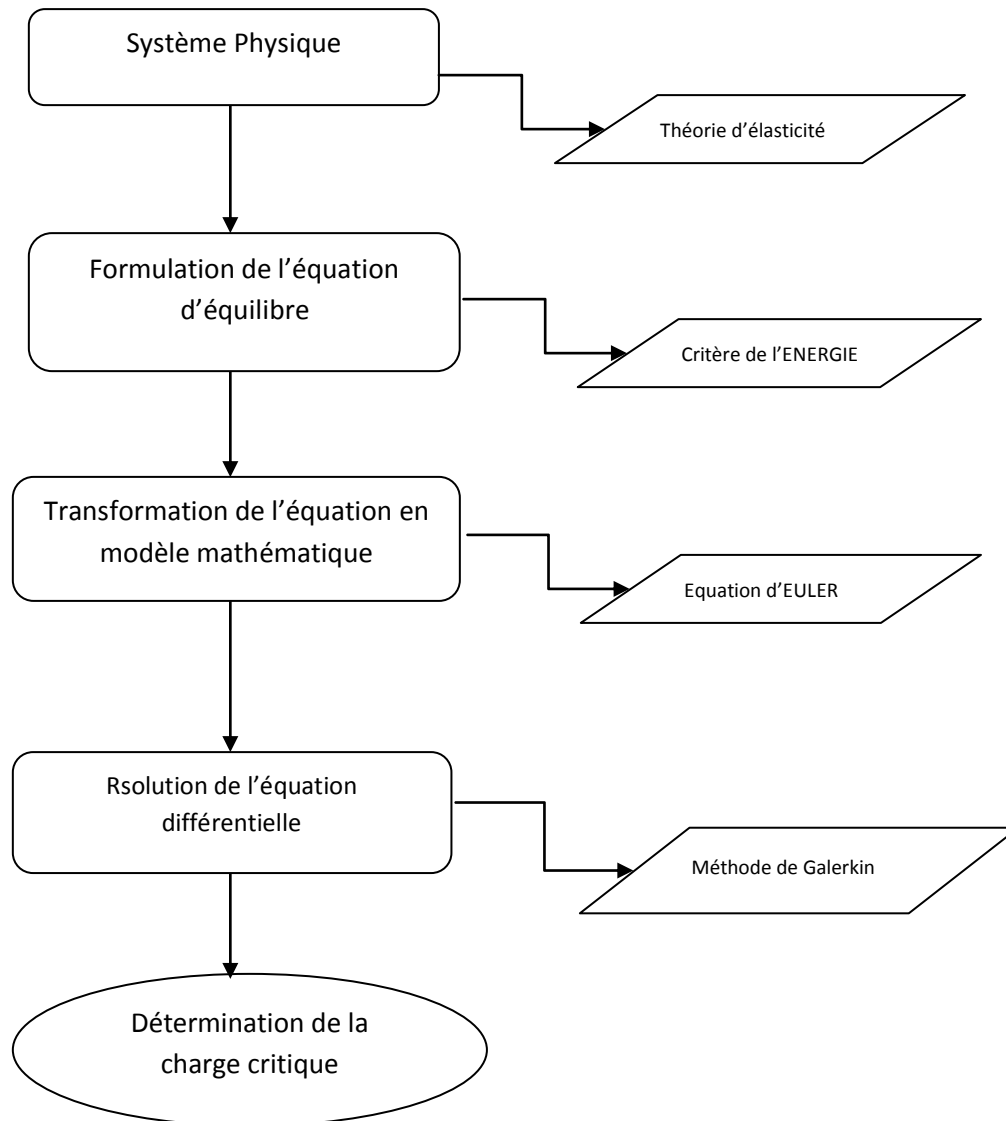 Système Physique
Théorie d’élasticité
Formulation de l’équation
d’équilibre
Critère de l’ENERGIE
Transformation de l’équation en
modèle mathématique
Equation d’EULER
Rsolution de l’équation
différentielle
Méthode de Galerkin
Détermination de la
charge critique